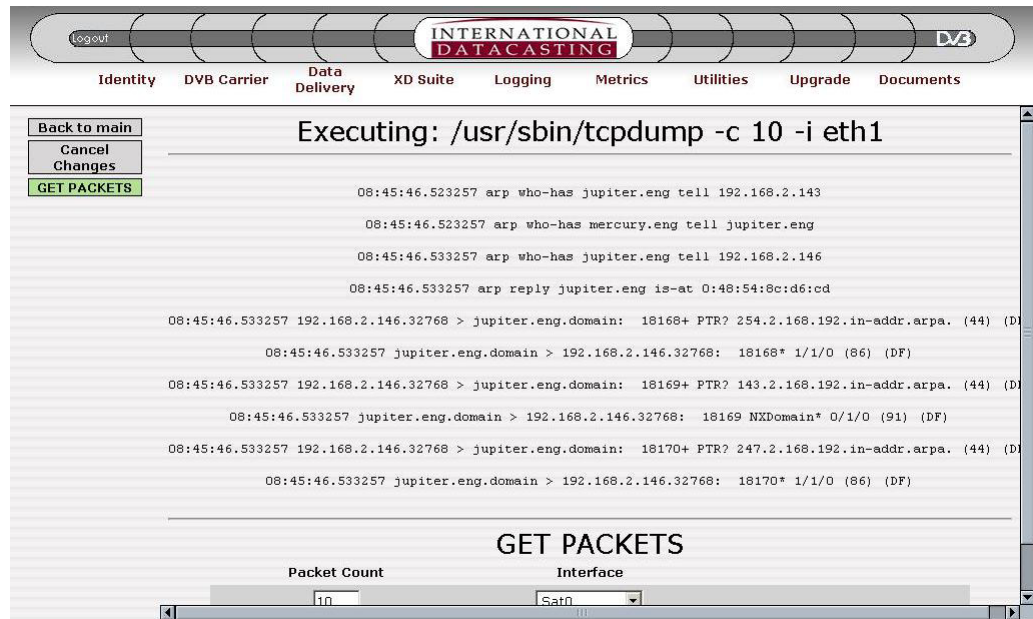 Logout
INTERNATIONAL
DATACASTING
DVB
Identity DVB Carrier Data Delivery XD Suite Logging Metrics Utilities Upgrade Documents
Back to main
Cancel
Changes
GET PACKETS
Executing: /usr/sbin/tcpdump -c 10 -i eth1
08:45:46.523257 arp who-has jupiter.eng tell 192.168.2.143
08:45:46.523257 arp who-has mercury.eng tell jupiter.eng
08:45:46.533257 arp who-has jupiter.eng tell 192.168.2.146
08:45:46.533257 arp reply jupiter.eng is-at 0:48:54:8c:d6:cd
08:45:46.533257 192.168.2.146.32768 > jupiter.eng.domain: 18168+ PTR? 254.2.168.192.in-addr.arpa. (44) (D
08:45:46.533257 jupiter.eng.domain > 192.168.2.146.32768: 18168* 1/1/0 (86) (DF)
08:45:46.533257 192.168.2.146.32768 > jupiter.eng.domain: 18169+ PTR? 143.2.168.192.in-addr.arpa. (44) (D
08:45:46.533257 jupiter.eng.domain > 192.168.2.146.32768: 18169 NXDomain* 0/1/0 (91) (DF)
08:45:46.533257 192.168.2.146.32768 > jupiter.eng.domain: 18170+ PTR? 247.2.168.192.in-addr.arpa. (44) (D
08:45:46.533257 jupiter.eng.domain > 192.168.2.146.32768: 18170* 1/1/0 (86) (DF)
GET PACKETS
Packet Count Interface
10 Sat0